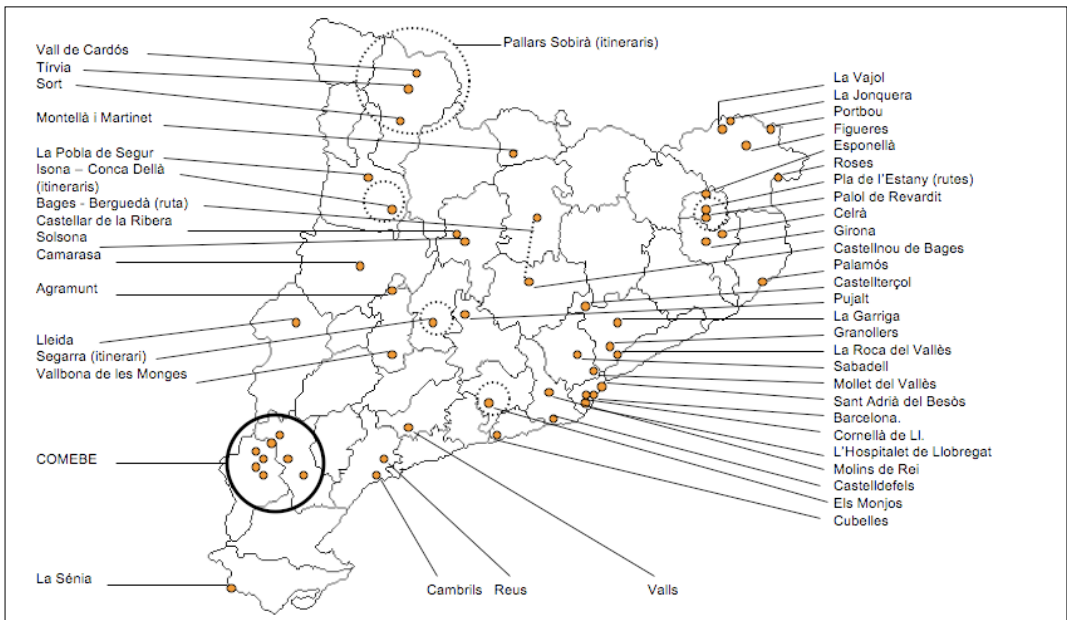 Pallars Sobirà (itineraris)
Vall de Cardós
Tírvia
Sort
Montellà i Martinet
La Pobla de Segur
Isona – Conca Dellà
(itineraris)
Bages - Berguedà (ruta)
Castellar de la Ribera
Solsona
Camarasa
Agramunt
Lleida
Segarra (itinerari)
Vallbona de les Monges
COMEBE
La Sénia
La Vajol
La Jonquera
Portbou
Figueres
Esponellà
Roses
Pla de l'Estany (rutes)
Palol de Revardit
Celrà
Girona
Castellnou de Bages
Palamós
Castellterçol
Pujalt
La Garriga
Granollers
La Roca del Vallès
Sabadell
Mollet del Vallès
Sant Adrià del Besòs
Barcelona.
Cornellà de Ll.
L'Hospitalet de Llobregat
Molins de Rei
Castelldefels
Els Monjos
Cubelles
Cambrils
Reus
Valls